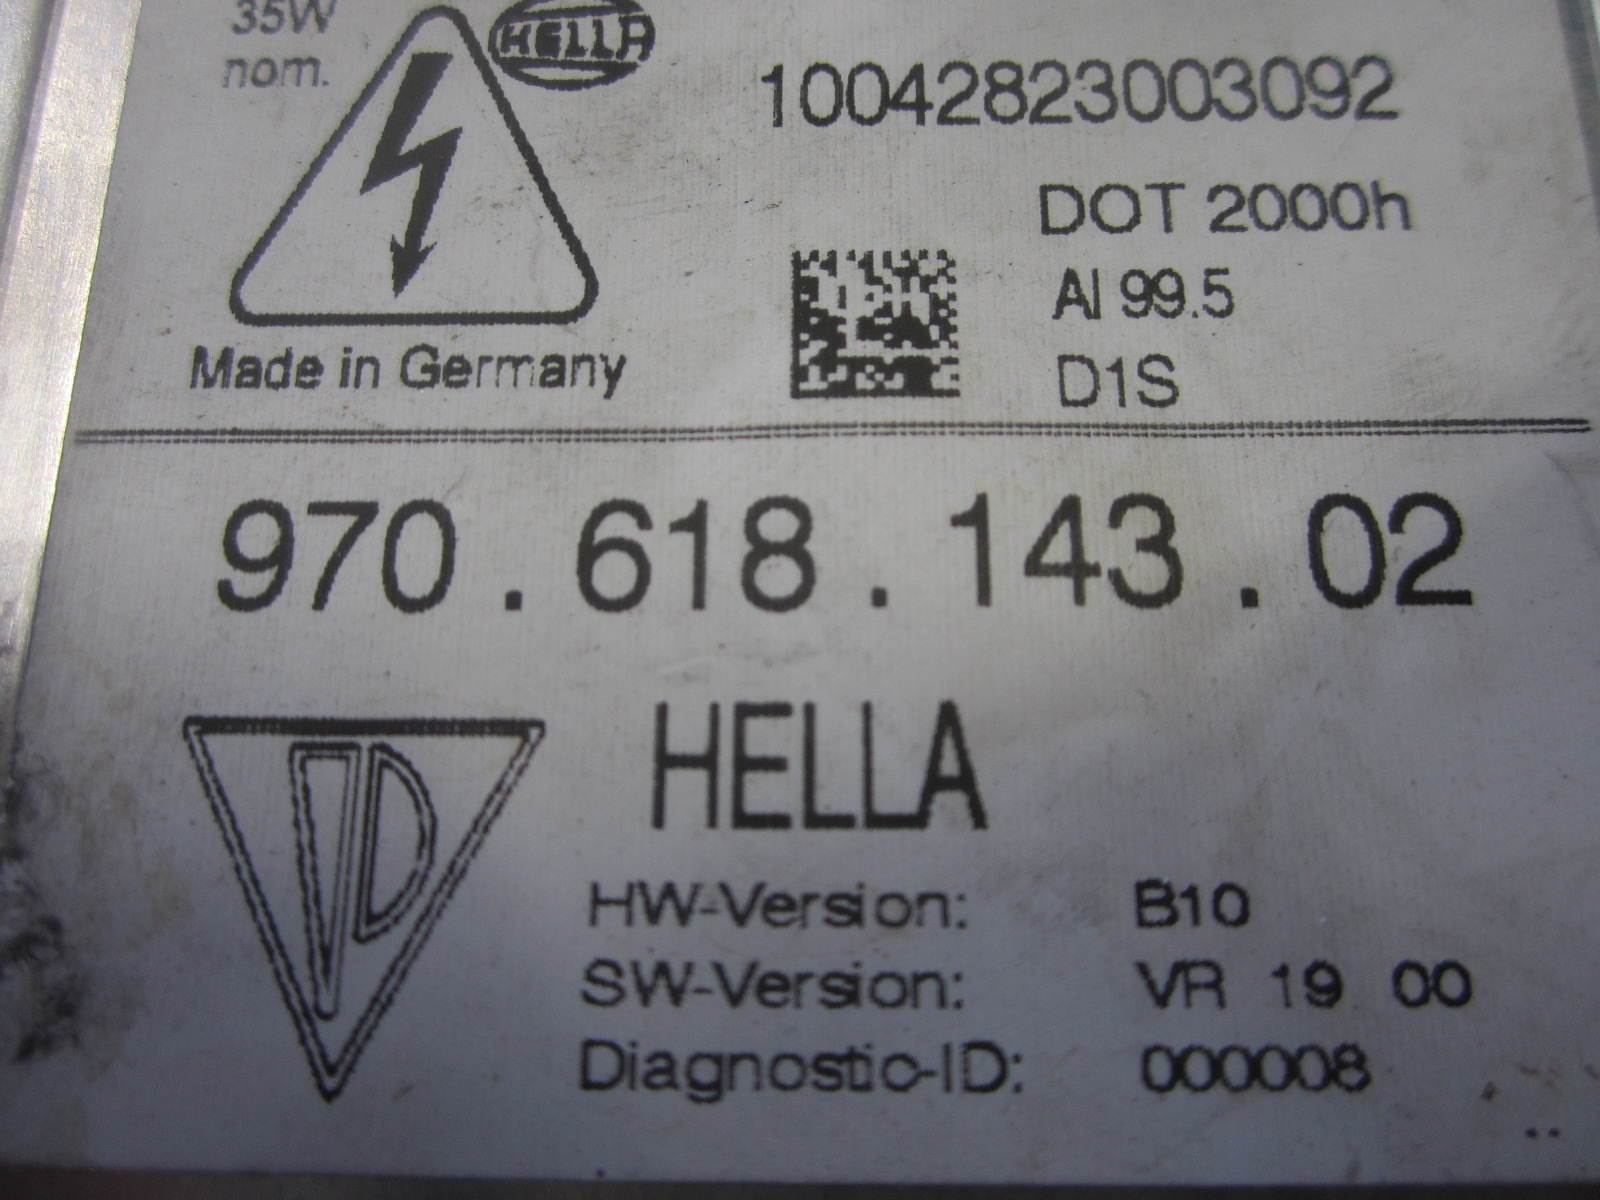 35W
nom.
HELLA
10042823003092
DOT 2000h
Al 99.5
D1S
Made in Germany
970.618.143.02
HELLA
HW-Version: B10
SW-Version: VR 19 00
Diagnostic-ID: 000008